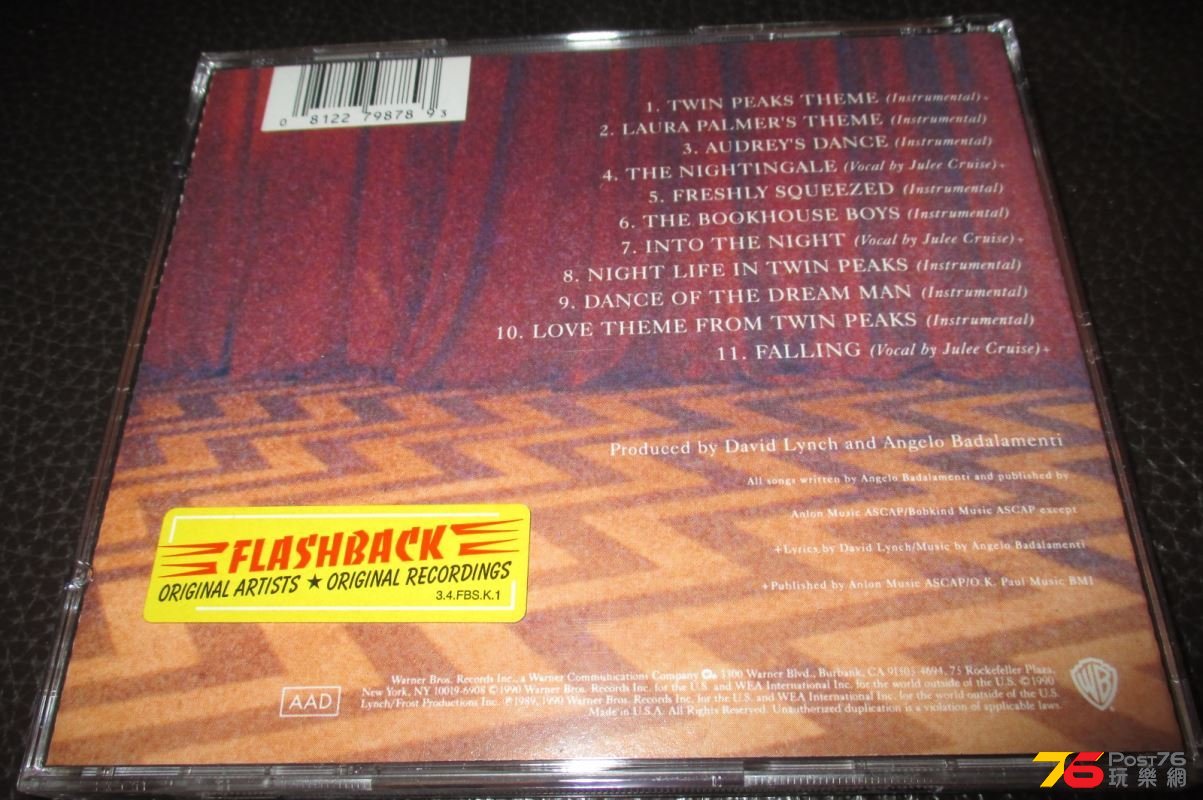 0 81227 98789 3
1. TWIN PEAKS THEME (Instrumental)+
2. LAURA PALMER'S THEME (Instrumental)
3. AUDREY'S DANCE (Instrumental)
4. THE NIGHTINGALE (Vocal by Julee Cruise)+
5. FRESHLY SQUEEZED (Instrumental)
6. THE BOOKHOUSE BOYS (Instrumental)
7. INTO THE NIGHT (Vocal by Julee Cruise)+
8. NIGHT LIFE IN TWIN PEAKS (Instrumental)
9. DANCE OF THE DREAM MAN (Instrumental)
10. LOVE THEME FROM TWIN PEAKS (Instrumental)
11. FALLING (Vocal by Julee Cruise)+
Produced by David Lynch and Angelo Badalamenti
All songs written by Angelo Badalamenti and published by
Anlon Music ASCAP/Bobkind Music ASCAP except
+Lyrics by David Lynch/Music by Angelo Badalamenti
+Published by Anlon Music ASCAP/O.K. Paul Music BMI
FLASHBACK
ORIGINAL ARTISTS ★ ORIGINAL RECORDINGS
3.4.FBS.K.1
AAD
Warner Bros. Records Inc., a Warner Communications Company 3300 Warner Blvd., Burbank, CA 91505-4694, 75 Rockefeller Plaza,
New York, NY 10019-6908 ©1990 Warner Bros. Records Inc. for the U.S. and WEA International Inc. for the world outside of the U.S. ©1990
Lynch/Frost Productions Inc. ℗1989, 1990 Warner Bros. Records Inc. for the U.S. and WEA International Inc. for the world outside of the U.S.
Made in U.S.A. All Rights Reserved. Unauthorized duplication is a violation of applicable laws.
WB
76 Post76
玩樂網